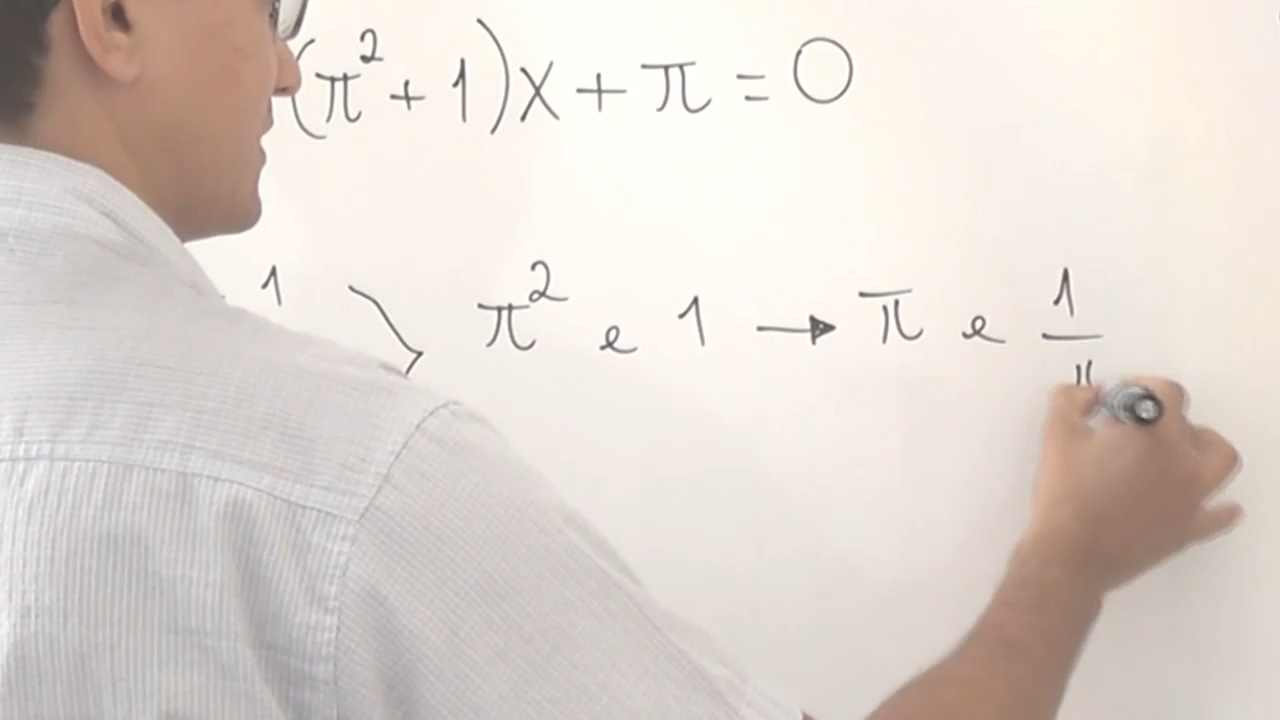 (π² + 1)x + π = 0
1 > π² e 1 → π e 1/π